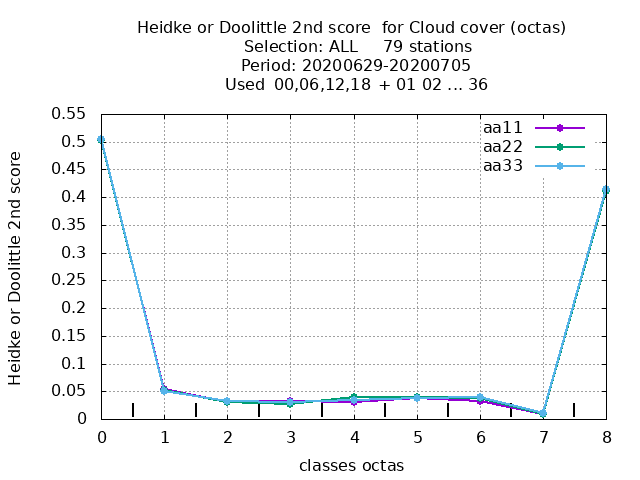 Heidke or Doolittle 2nd score  for Cloud cover (octas)
Selection: ALL     79 stations
Period: 20200629-20200705
Used  00,06,12,18 + 01 02 ... 36
Heidke or Doolittle 2nd score
0.55
0.5
0.45
0.4
0.35
0.3
0.25
0.2
0.15
0.1
0.05
0
aa11
aa22
aa33
0 1 2 3 4 5 6 7 8
classes octas